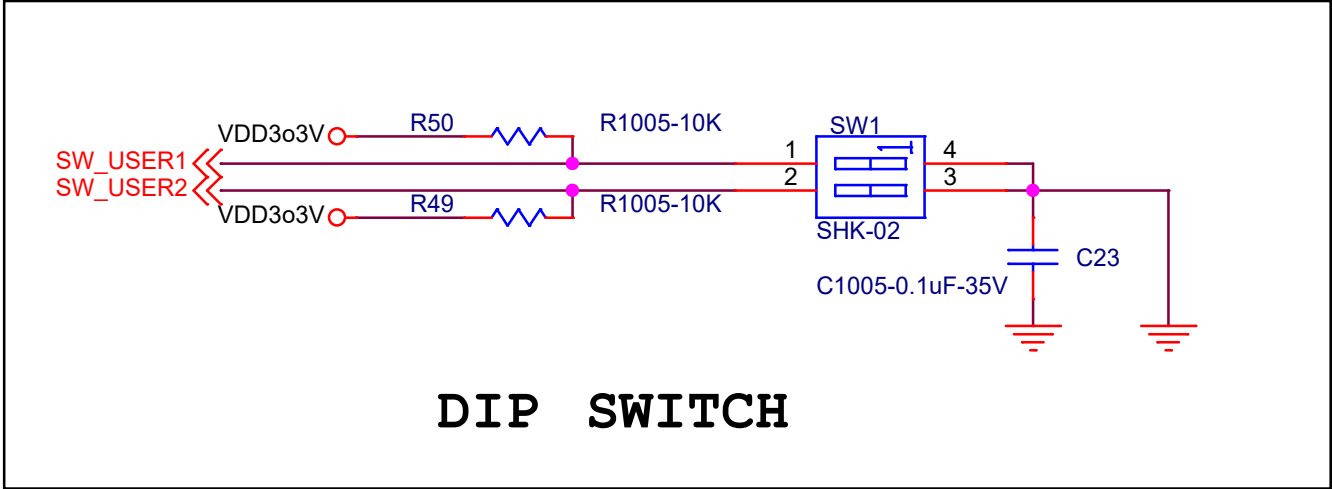 VDD3o3V R50 R1005-10K SW1
SW_USER1 1 4
SW_USER2 2 3
VDD3o3V R49 R1005-10K SHK-02
C23
C1005-0.1uF-35V
DIP SWITCH